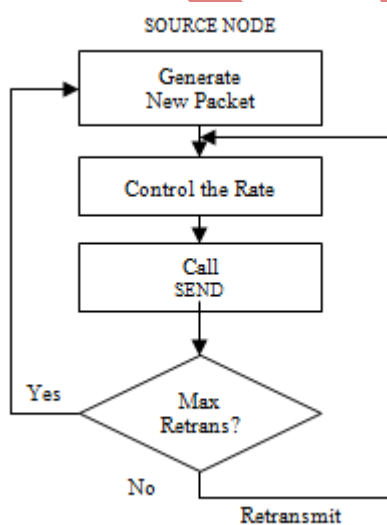 SOURCE NODE
Generate
New Packet
Control the Rate
Call
SEND
Yes
Max
Retrans?
No
Retransmit